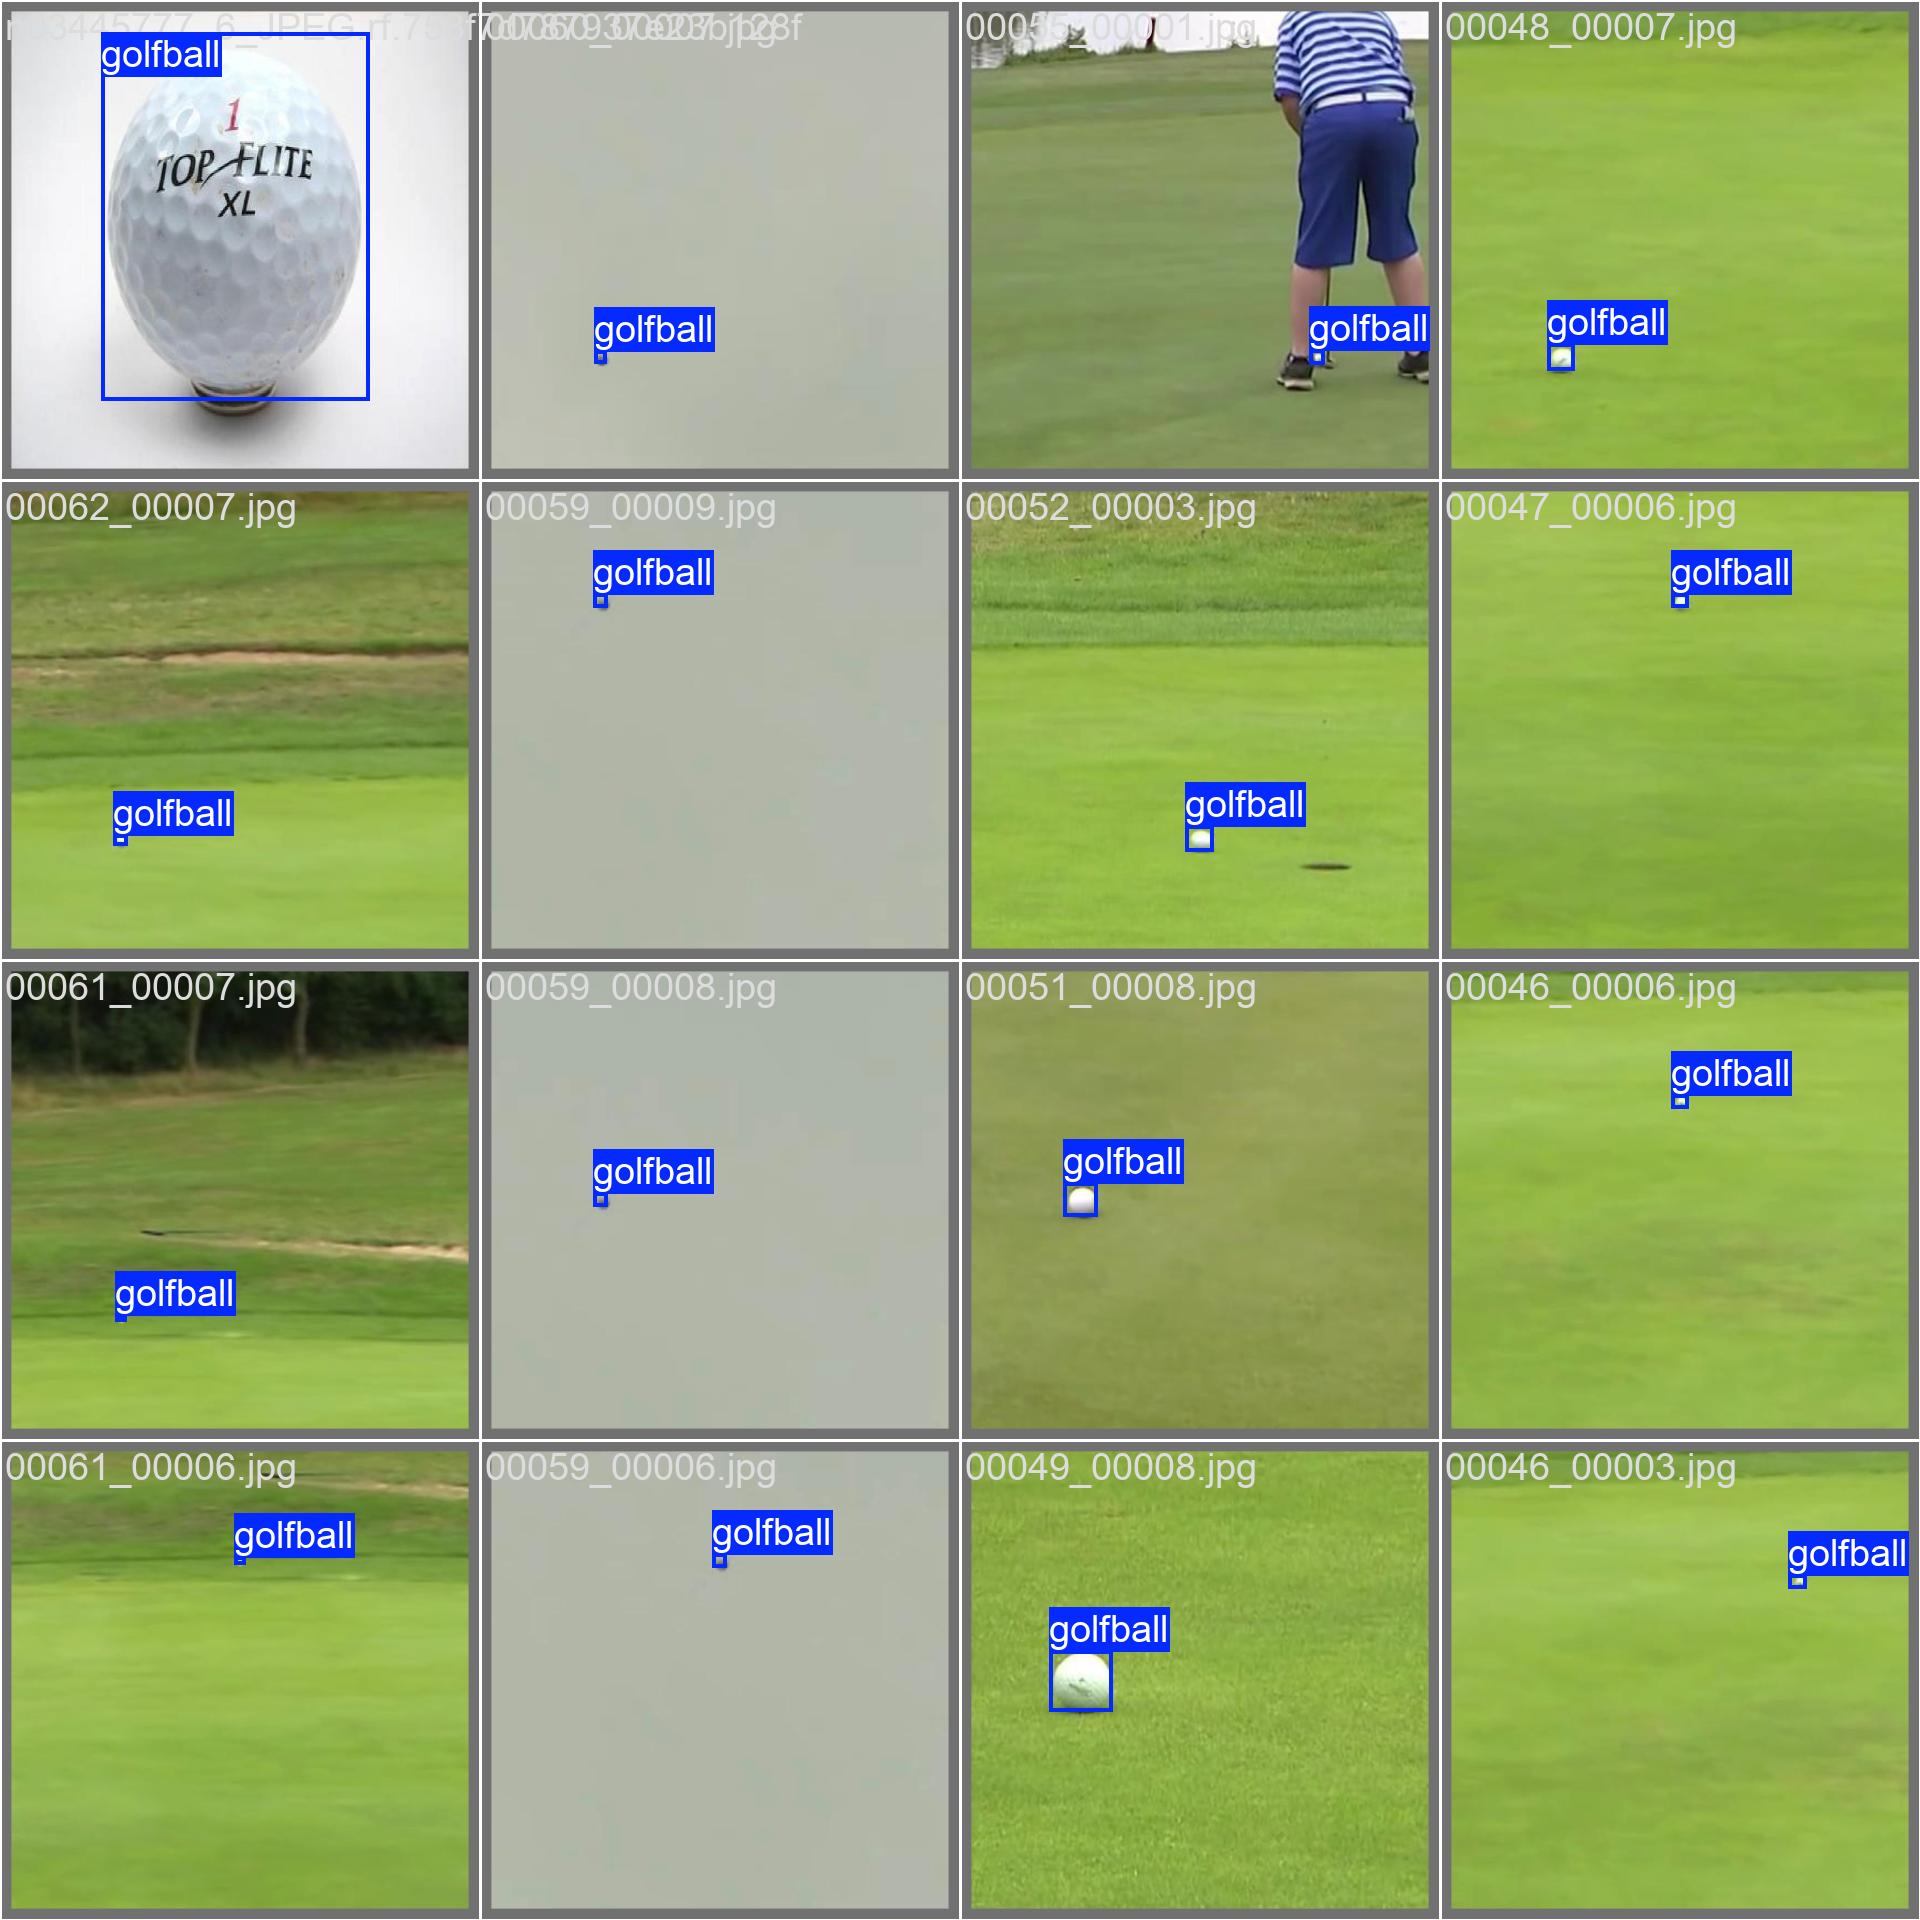 golfball
1
TOP FLITE
XL
golfball
00055_00001.jpg
golfball
00048_00007.jpg
golfball
00062_00007.jpg
golfball
00059_00009.jpg
golfball
00052_00003.jpg
golfball
00047_00006.jpg
golfball
00061_00007.jpg
golfball
00059_00008.jpg
golfball
00051_00008.jpg
golfball
00046_00006.jpg
golfball
00061_00006.jpg
golfball
00059_00006.jpg
golfball
00049_00008.jpg
golfball
00046_00003.jpg
golfball